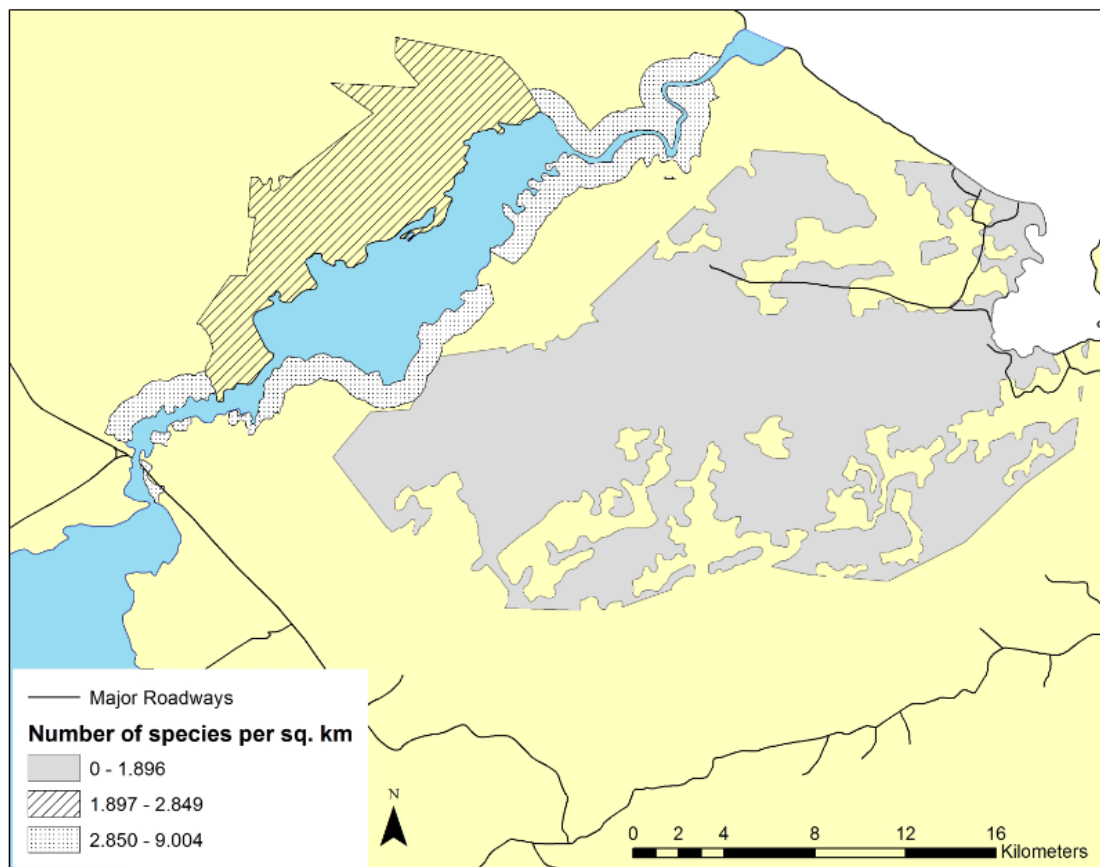 Major Roadways
Number of species per sq. km
0 - 1.896
1.897 - 2.849
2.850 - 9.004
N
0 2 4 8 12 16
Kilometers